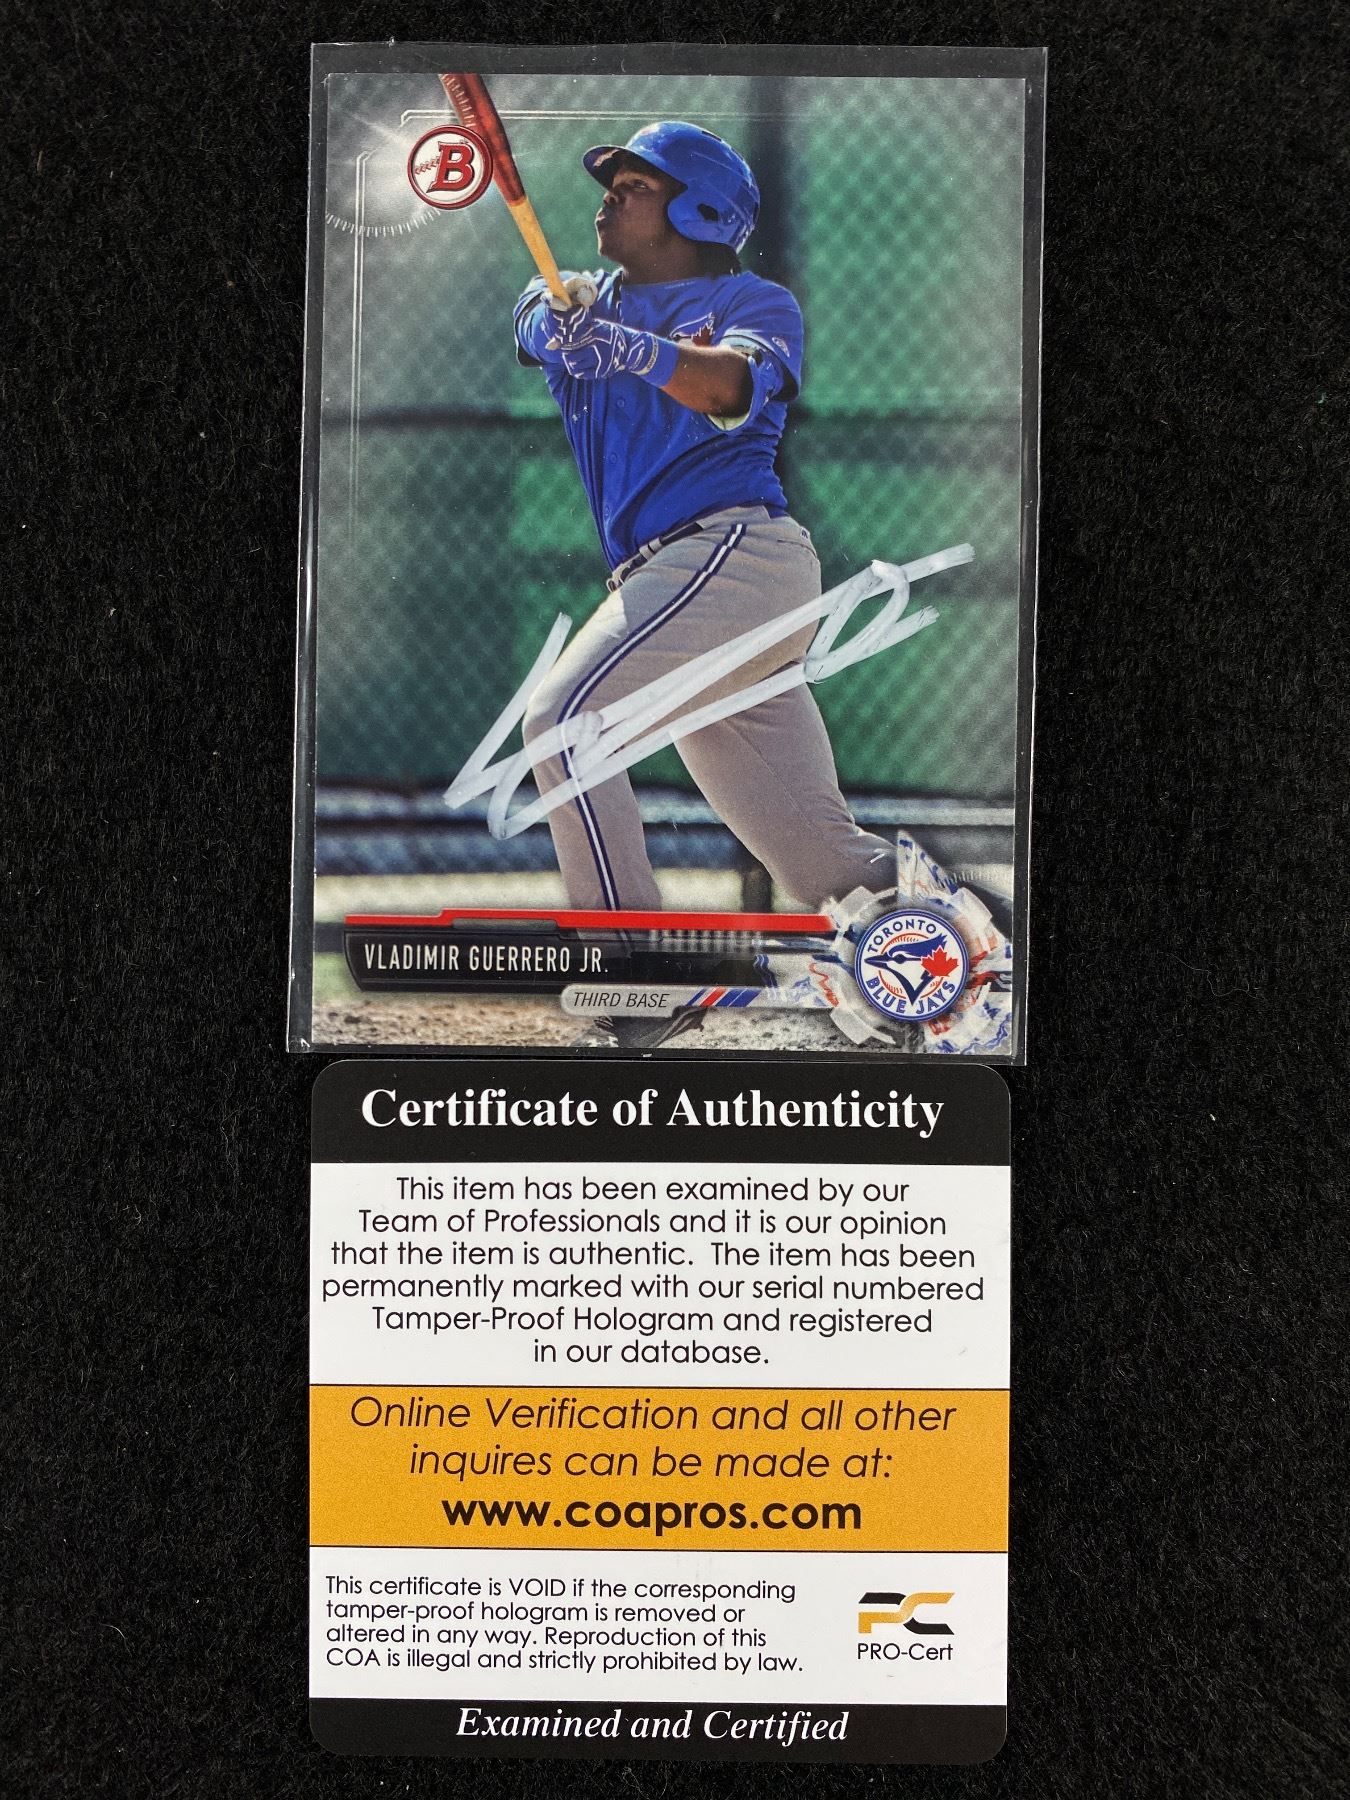 B
VLADIMIR GUERRERO JR.
THIRD BASE
TORONTO
BLUE JAYS
Certificate of Authenticity
This item has been examined by our
Team of Professionals and it is our opinion
that the item is authentic. The item has been
permanently marked with our serial numbered
Tamper-Proof Hologram and registered
in our database.
Online Verification and all other
inquires can be made at:
www.coapros.com
This certificate is VOID if the corresponding
tamper-proof hologram is removed or
altered in any way. Reproduction of this
COA is illegal and strictly prohibited by law.
PC
PRO-Cert
Examined and Certified